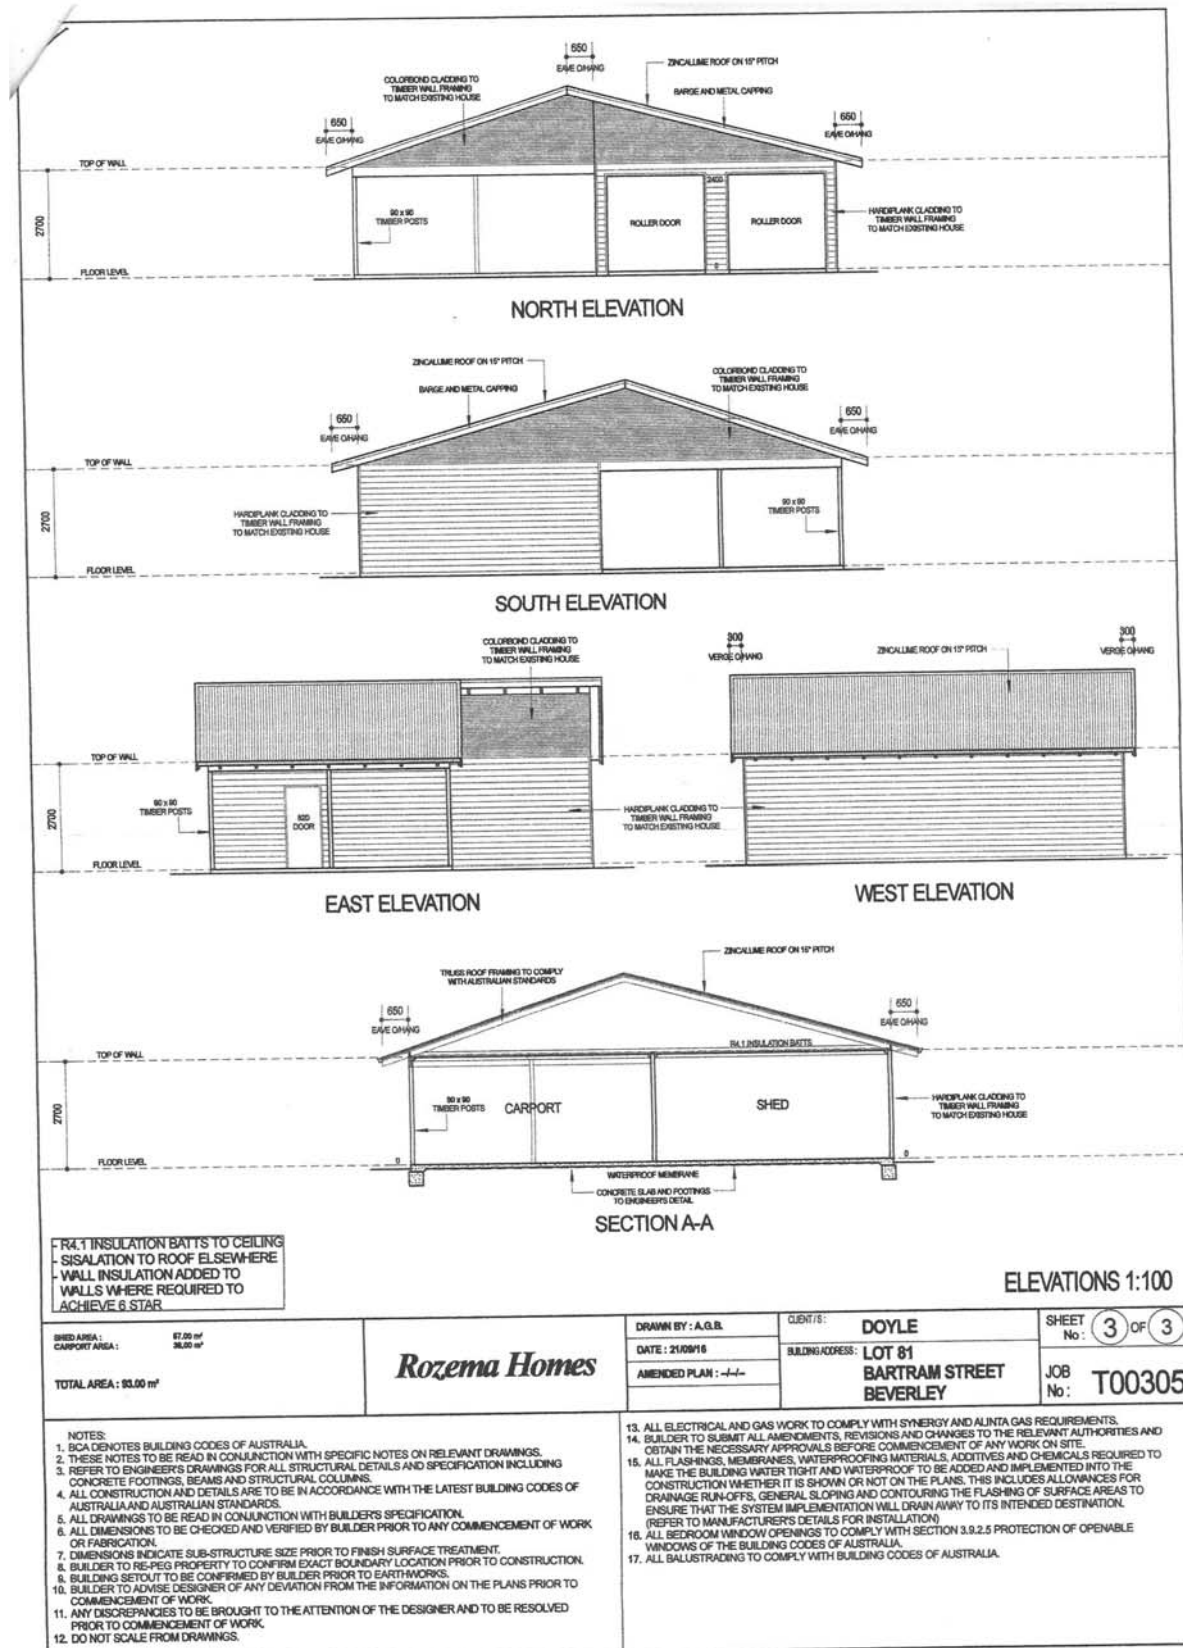 650
EAVE O/HANG
ZINCALUME ROOF ON 15° PITCH
COLORBOND CLADDING TO
TIMBER WALL FRAMING
TO MATCH EXISTING HOUSE
BARGE AND METAL CAPPING
650
EAVE O/HANG
650
EAVE O/HANG
TOP OF WALL
2700
2400
90 x 90
TIMBER POSTS
ROLLER DOOR
ROLLER DOOR
HARDIPLANK CLADDING TO
TIMBER WALL FRAMING
TO MATCH EXISTING HOUSE
0
FLOOR LEVEL
NORTH ELEVATION
ZINCALUME ROOF ON 15° PITCH
BARGE AND METAL CAPPING
COLORBOND CLADDING TO
TIMBER WALL FRAMING
TO MATCH EXISTING HOUSE
650
EAVE O/HANG
650
EAVE O/HANG
TOP OF WALL
2700
HARDIPLANK CLADDING TO
TIMBER WALL FRAMING
TO MATCH EXISTING HOUSE
90 x 90
TIMBER POSTS
FLOOR LEVEL
SOUTH ELEVATION
COLORBOND CLADDING TO
TIMBER WALL FRAMING
TO MATCH EXISTING HOUSE
300
VERGE O/HANG
ZINCALUME ROOF ON 15° PITCH
300
VERGE O/HANG
TOP OF WALL
2700
90 x 90
TIMBER POSTS
820
DOOR
HARDIPLANK CLADDING TO
TIMBER WALL FRAMING
TO MATCH EXISTING HOUSE
FLOOR LEVEL
EAST ELEVATION
WEST ELEVATION
TRUSS ROOF FRAMING TO COMPLY
WITH AUSTRALIAN STANDARDS
ZINCALUME ROOF ON 15° PITCH
650
EAVE O/HANG
650
EAVE O/HANG
TOP OF WALL
R4.1 INSULATION BATTS
2700
90 x 90
TIMBER POSTS
CARPORT
SHED
HARDIPLANK CLADDING TO
TIMBER WALL FRAMING
TO MATCH EXISTING HOUSE
FLOOR LEVEL
0
0
WATERPROOF MEMBRANE
CONCRETE SLAB AND FOOTINGS
TO ENGINEER'S DETAIL
SECTION A-A
- R4.1 INSULATION BATTS TO CEILING
- SISALATION TO ROOF ELSEWHERE
- WALL INSULATION ADDED TO
WALLS WHERE REQUIRED TO
ACHIEVE 6 STAR
ELEVATIONS 1:100
SHED AREA : 57.00 m²
CARPORT AREA : 36.00 m²
TOTAL AREA : 93.00 m²
Rozema Homes
DRAWN BY : A.G.B.
DATE : 21/09/16
AMENDED PLAN : -/-/-
CLIENT/S : DOYLE
BUILDING ADDRESS : LOT 81
BARTRAM STREET
BEVERLEY
SHEET No : 3 OF 3
JOB No : T00305
NOTES:
1. BCA DENOTES BUILDING CODES OF AUSTRALIA.
2. THESE NOTES TO BE READ IN CONJUNCTION WITH SPECIFIC NOTES ON RELEVANT DRAWINGS.
3. REFER TO ENGINEER'S DRAWINGS FOR ALL STRUCTURAL DETAILS AND SPECIFICATION INCLUDING
CONCRETE FOOTINGS, BEAMS AND STRUCTURAL COLUMNS.
4. ALL CONSTRUCTION AND DETAILS ARE TO BE IN ACCORDANCE WITH THE LATEST BUILDING CODES OF
AUSTRALIA AND AUSTRALIAN STANDARDS.
5. ALL DRAWINGS TO BE READ IN CONJUNCTION WITH BUILDER'S SPECIFICATION.
6. ALL DIMENSIONS TO BE CHECKED AND VERIFIED BY BUILDER PRIOR TO ANY COMMENCEMENT OF WORK
OR FABRICATION.
7. DIMENSIONS INDICATE SUB-STRUCTURE SIZE PRIOR TO FINISH SURFACE TREATMENT.
8. BUILDER TO RE-PEG PROPERTY TO CONFIRM EXACT BOUNDARY LOCATION PRIOR TO CONSTRUCTION.
9. BUILDING SETOUT TO BE CONFIRMED BY BUILDER PRIOR TO EARTHWORKS.
10. BUILDER TO ADVISE DESIGNER OF ANY DEVIATION FROM THE INFORMATION ON THE PLANS PRIOR TO
COMMENCEMENT OF WORK.
11. ANY DISCREPANCIES TO BE BROUGHT TO THE ATTENTION OF THE DESIGNER AND TO BE RESOLVED
PRIOR TO COMMENCEMENT OF WORK.
12. DO NOT SCALE FROM DRAWINGS.
13. ALL ELECTRICAL AND GAS WORK TO COMPLY WITH SYNERGY AND ALINTA GAS REQUIREMENTS.
14. BUILDER TO SUBMIT ALL AMENDMENTS, REVISIONS AND CHANGES TO THE RELEVANT AUTHORITIES AND
OBTAIN THE NECESSARY APPROVALS BEFORE COMMENCEMENT OF ANY WORK ON SITE.
15. ALL FLASHINGS, MEMBRANES, WATERPROOFING MATERIALS, ADDITIVES AND CHEMICALS REQUIRED TO
MAKE THE BUILDING WATER TIGHT AND WATERPROOF TO BE ADDED AND IMPLEMENTED INTO THE
CONSTRUCTION WHETHER IT IS SHOWN OR NOT ON THE PLANS. THIS INCLUDES ALLOWANCES FOR
DRAINAGE RUN-OFFS, GENERAL SLOPING AND CONTOURING THE FLASHING OF SURFACE AREAS TO
ENSURE THAT THE SYSTEM IMPLEMENTATION WILL DRAIN AWAY TO ITS INTENDED DESTINATION.
(REFER TO MANUFACTURER'S DETAILS FOR INSTALLATION)
16. ALL BEDROOM WINDOW OPENINGS TO COMPLY WITH SECTION 3.9.2.5 PROTECTION OF OPENABLE
WINDOWS OF THE BUILDING CODES OF AUSTRALIA.
17. ALL BALUSTRADING TO COMPLY WITH BUILDING CODES OF AUSTRALIA.